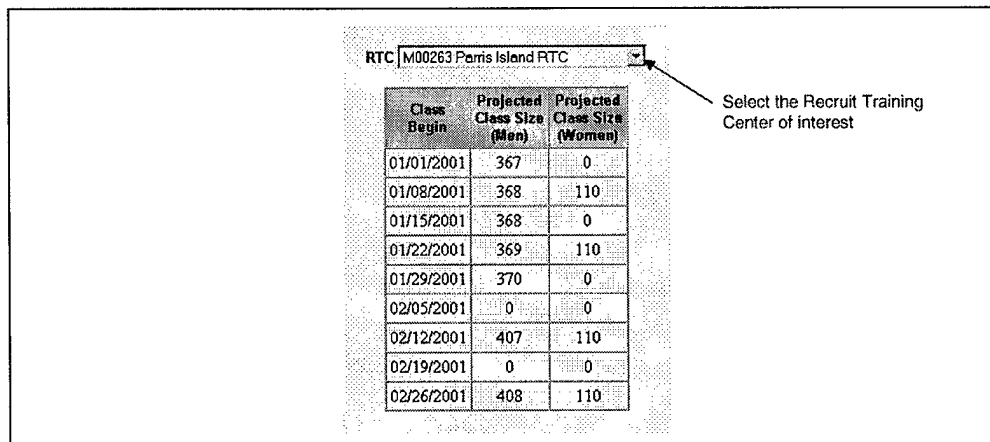 RTC M00263 Parris Island RTC
Select the Recruit Training
Center of interest
Class Begin Projected Class Size (Men) Projected Class Size (Women)
01/01/2001 367 0
01/08/2001 368 110
01/15/2001 368 0
01/22/2001 369 110
01/29/2001 370 0
02/05/2001 0 0
02/12/2001 407 110
02/19/2001 0 0
02/26/2001 408 110